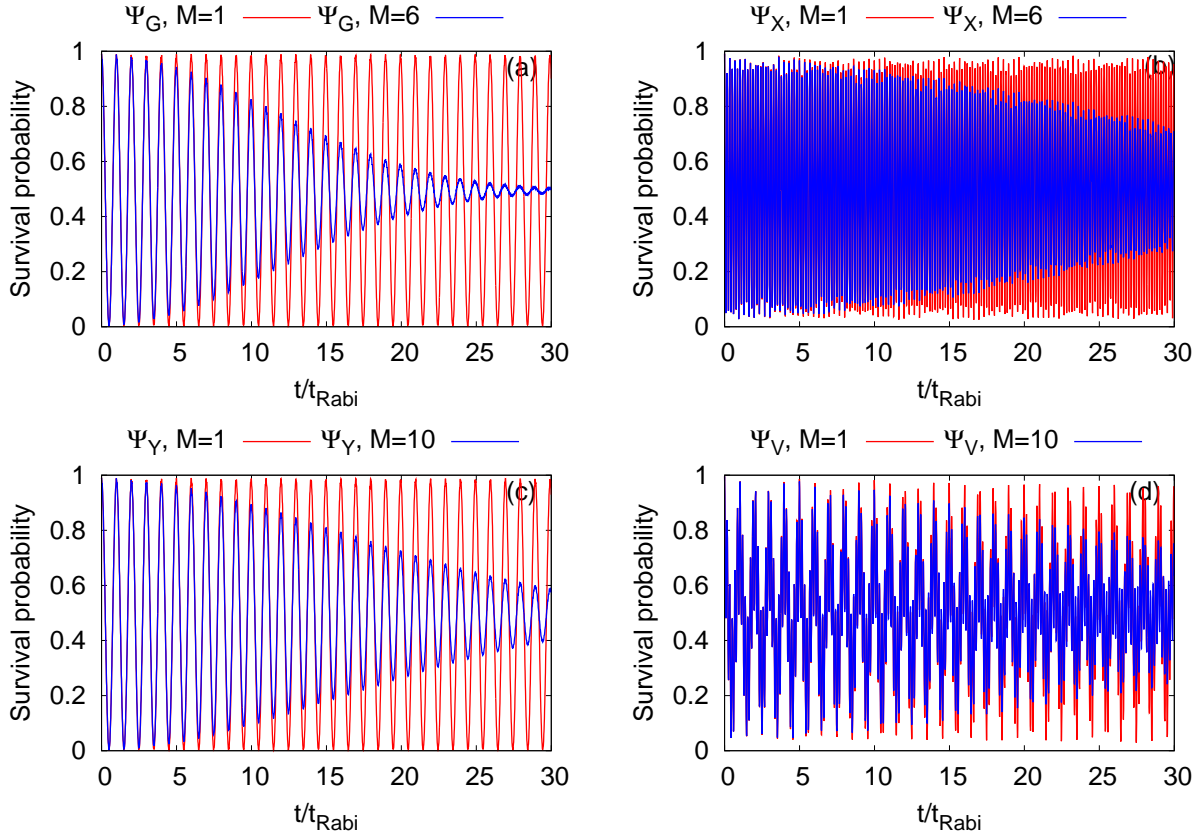 Ψ_G, M=1 Ψ_G, M=6
Survival probability
1
0.8
0.6
0.4
0.2
0
(a)
0 5 10 15 20 25 30
t/t_Rabi
Ψ_X, M=1 Ψ_X, M=6
Survival probability
1
0.8
0.6
0.4
0.2
0
(b)
0 5 10 15 20 25 30
t/t_Rabi
Ψ_Y, M=1 Ψ_Y, M=10
Survival probability
1
0.8
0.6
0.4
0.2
0
(c)
0 5 10 15 20 25 30
t/t_Rabi
Ψ_V, M=1 Ψ_V, M=10
Survival probability
1
0.8
0.6
0.4
0.2
0
(d)
0 5 10 15 20 25 30
t/t_Rabi